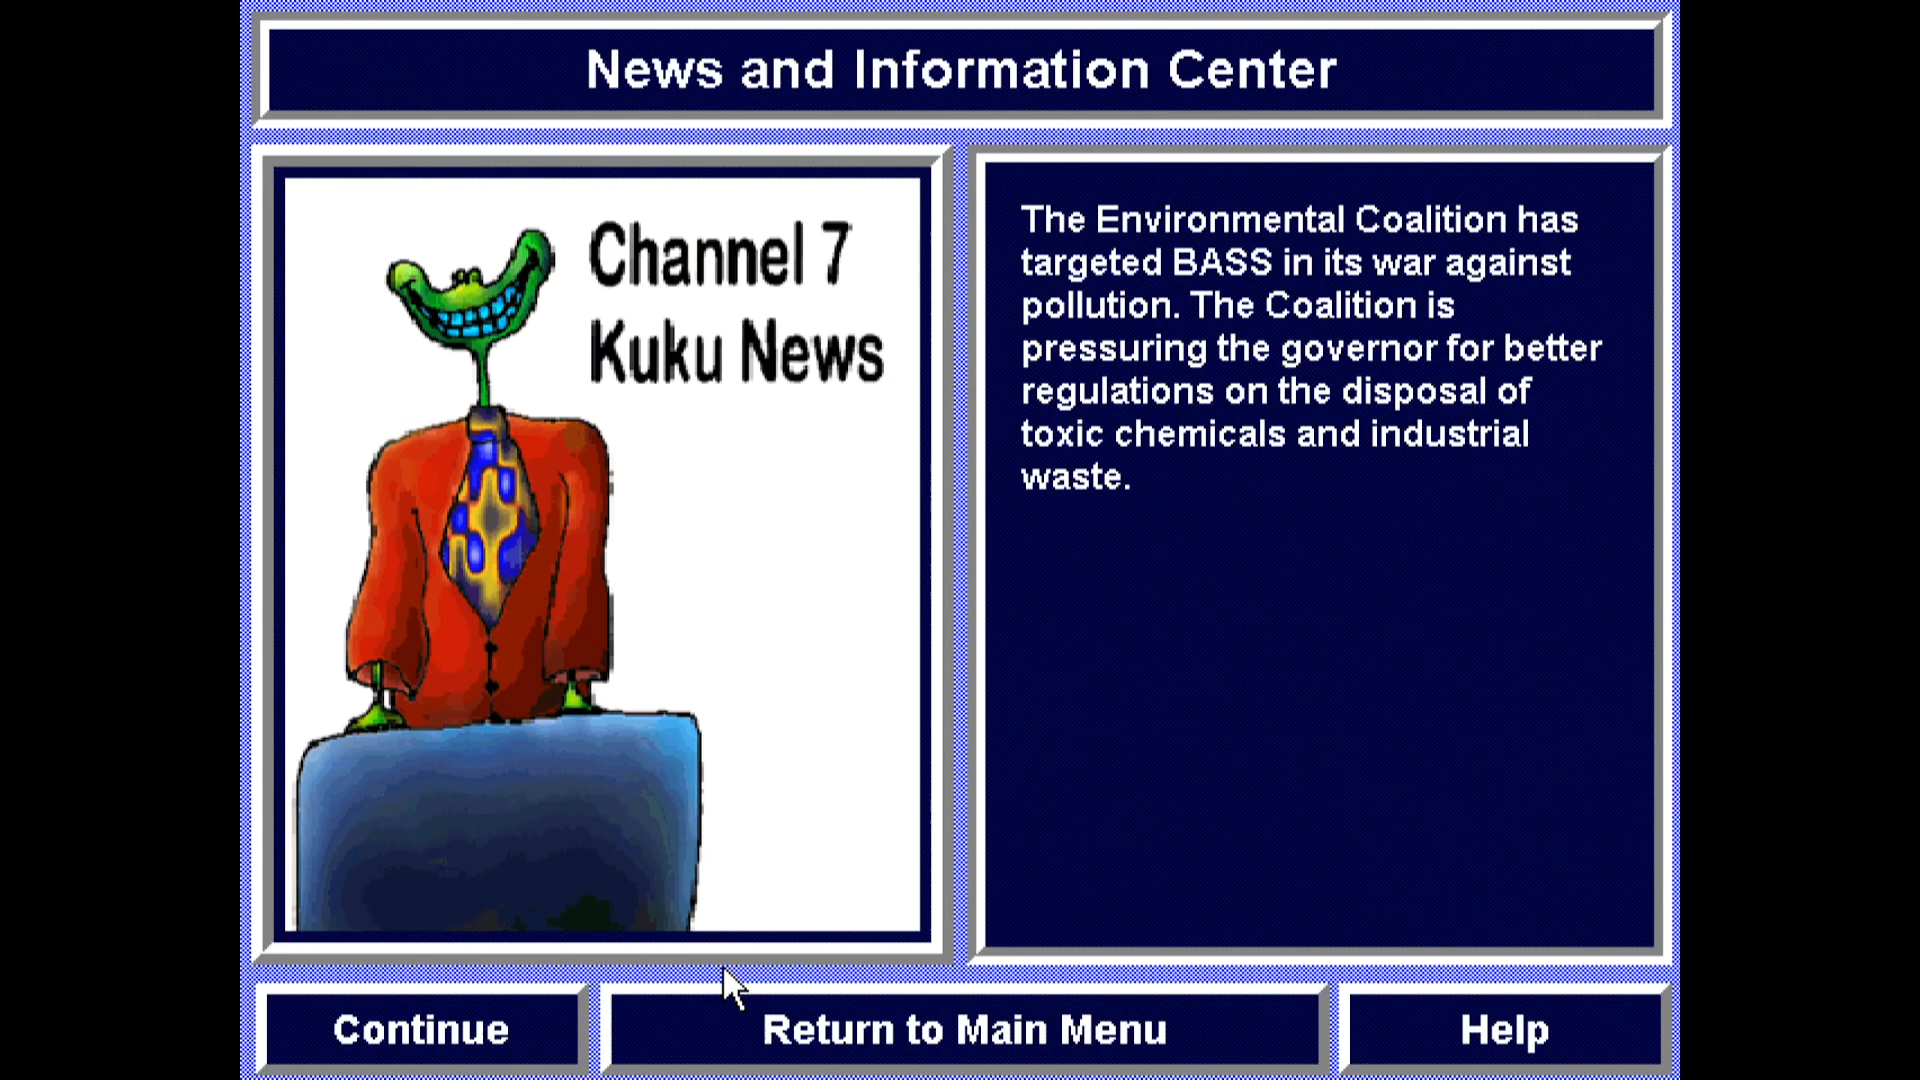 News and Information Center
Channel 7
Kuku News
The Environmental Coalition has
targeted BASS in its war against
pollution. The Coalition is
pressuring the governor for better
regulations on the disposal of
toxic chemicals and industrial
waste.
Continue
Return to Main Menu
Help